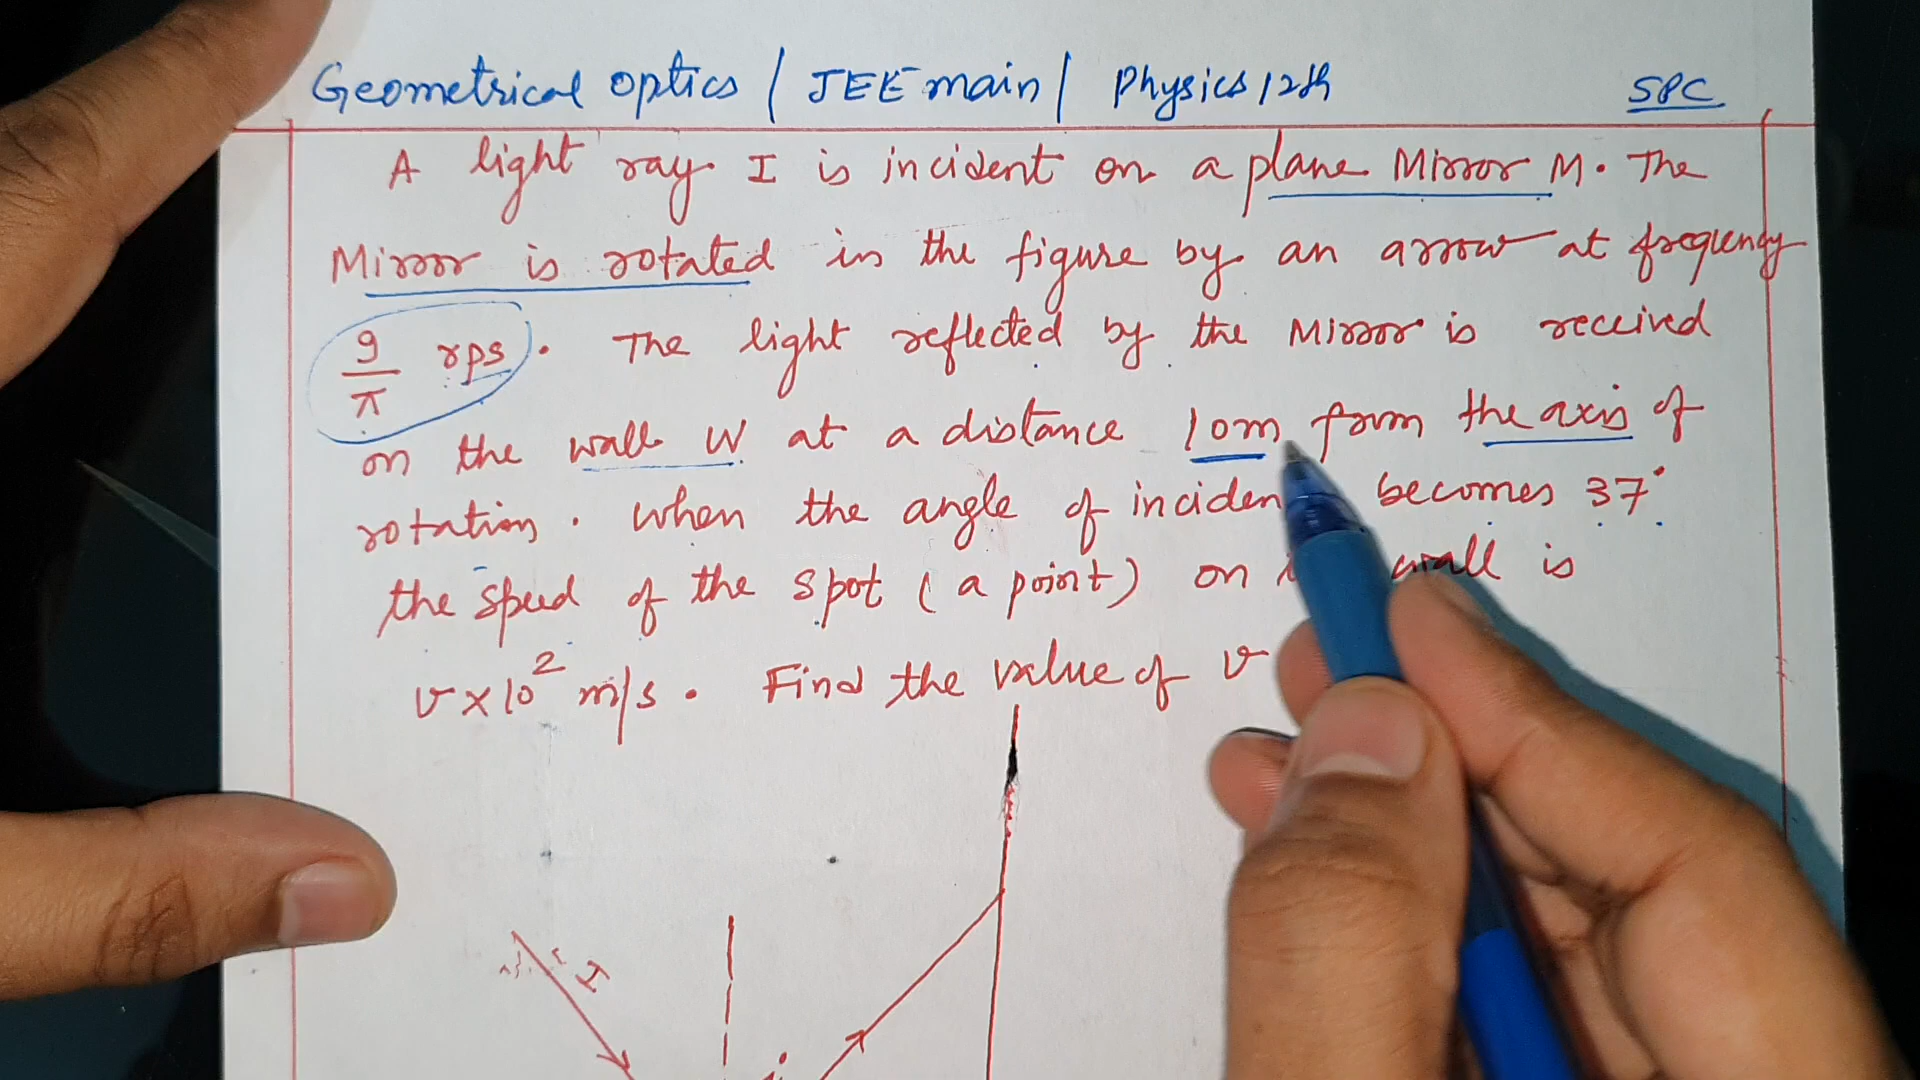 Geometrical optics / JEE main / Physics 12th SPC
A light ray I is incident on a plane Mirror M. The
Mirror is rotated in the figure by an arrow at frequency
9/π rps. The light reflected by the Mirror is received
on the wall W at a distance 10m form the axis of
rotation. when the angle of inciden becomes 37°
the speed of the spot (a point) on wall is
v×10² m/s. Find the value of v
I